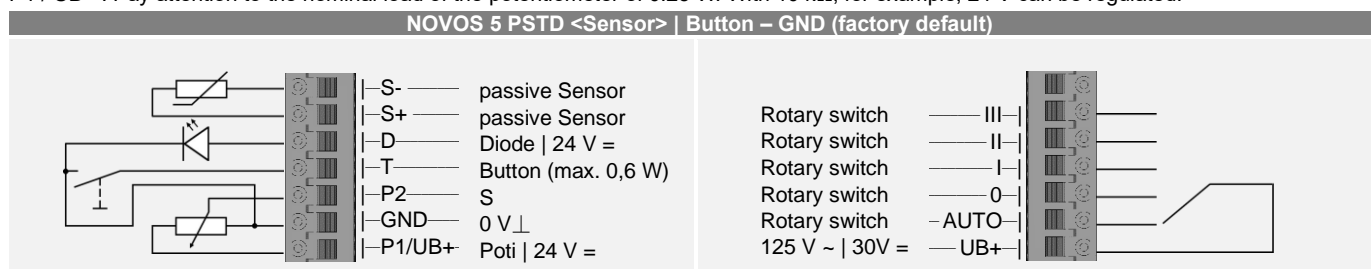 NOVOS 5 PSTD <Sensor> | Button – GND (factory default)
S- passive Sensor
S+ passive Sensor
D Diode | 24 V =
T Button (max. 0,6 W)
P2 S
GND 0 V⊥
P1/UB+ Poti | 24 V =
Rotary switch III
Rotary switch II
Rotary switch I
Rotary switch 0
Rotary switch AUTO
125 V ~ | 30V = UB+